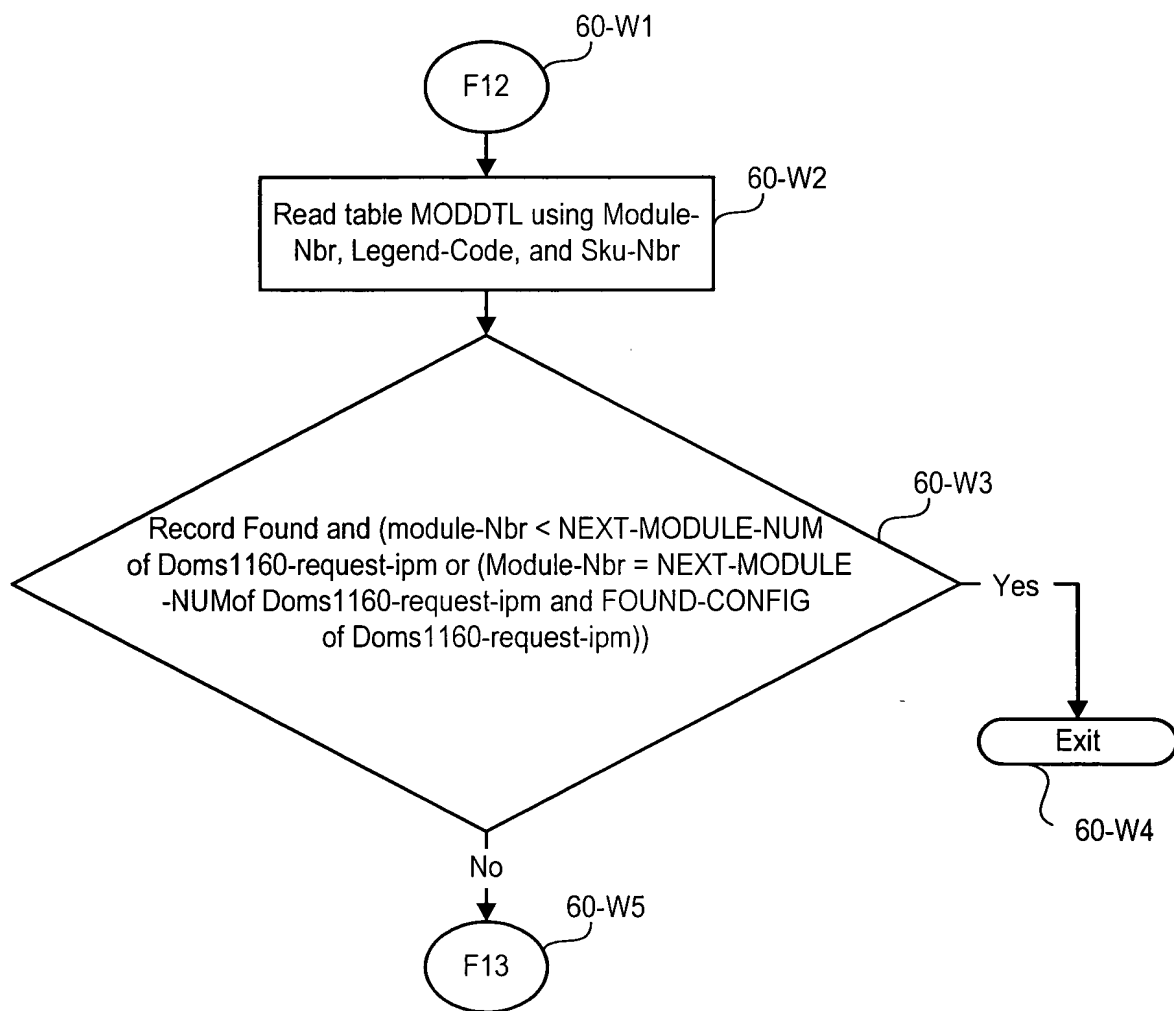 60-W1
F12
60-W2
Read table MODDTL using Module-
Nbr, Legend-Code, and Sku-Nbr
60-W3
Record Found and (module-Nbr < NEXT-MODULE-NUM
of Doms1160-request-ipm or (Module-Nbr = NEXT-MODULE
-NUMof Doms1160-request-ipm and FOUND-CONFIG
of Doms1160-request-ipm))
Yes
Exit
60-W4
No
60-W5
F13